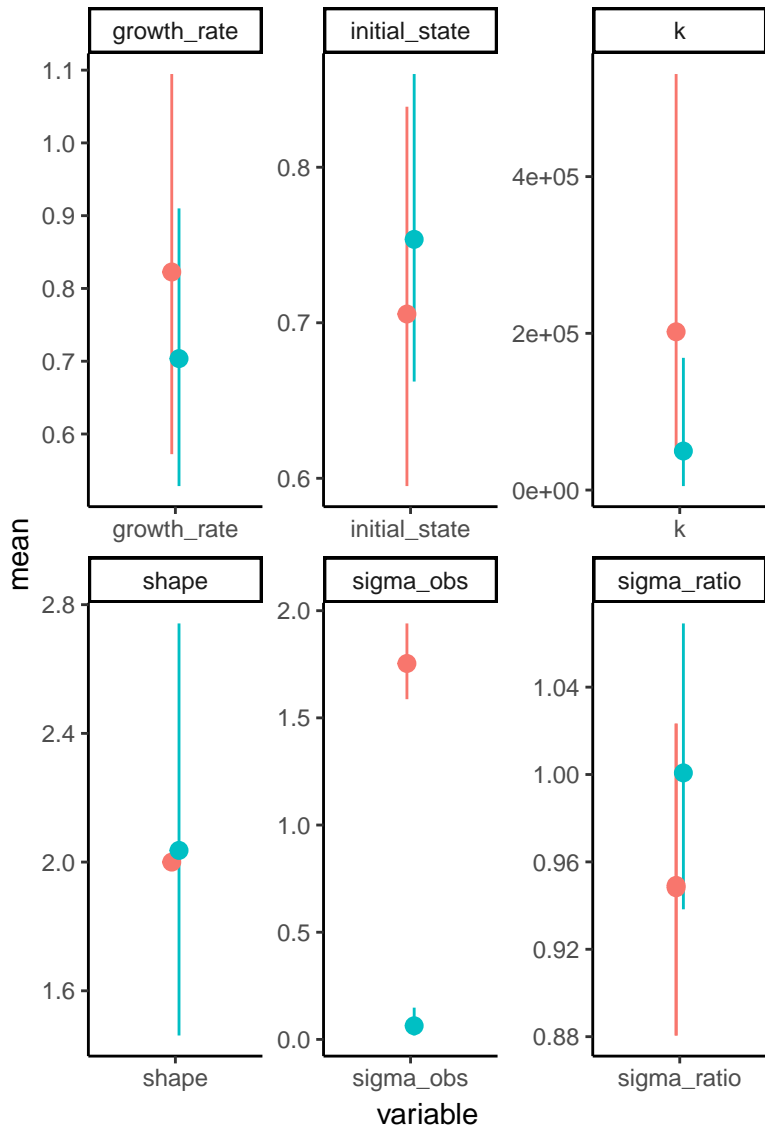 growth_rate
initial_state
k
1.1
1.0
0.9
0.8
0.7
0.6
0.8
0.7
0.6
4e+05
2e+05
0e+00
growth_rate
initial_state
k
mean
shape
sigma_obs
sigma_ratio
2.8
2.4
2.0
1.6
2.0
1.5
1.0
0.5
0.0
1.04
1.00
0.96
0.92
0.88
shape
sigma_obs
sigma_ratio
variable